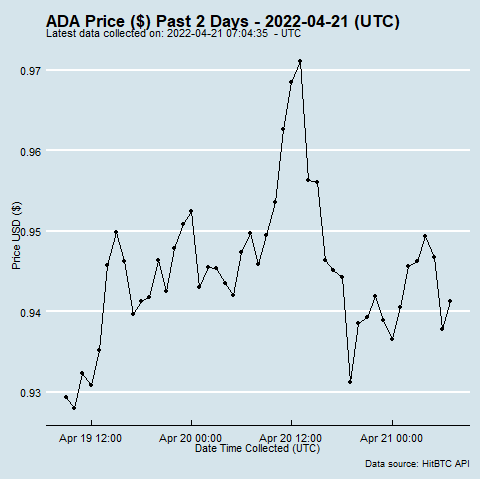 ADA Price ($) Past 2 Days - 2022-04-21 (UTC)
Latest data collected on: 2022-04-21 07:04:35 - UTC
0.97
0.96
0.95
0.94
0.93
Price USD ($)
Apr 19 12:00 Apr 20 00:00 Apr 20 12:00 Apr 21 00:00
Date Time Collected (UTC)
Data source: HitBTC API